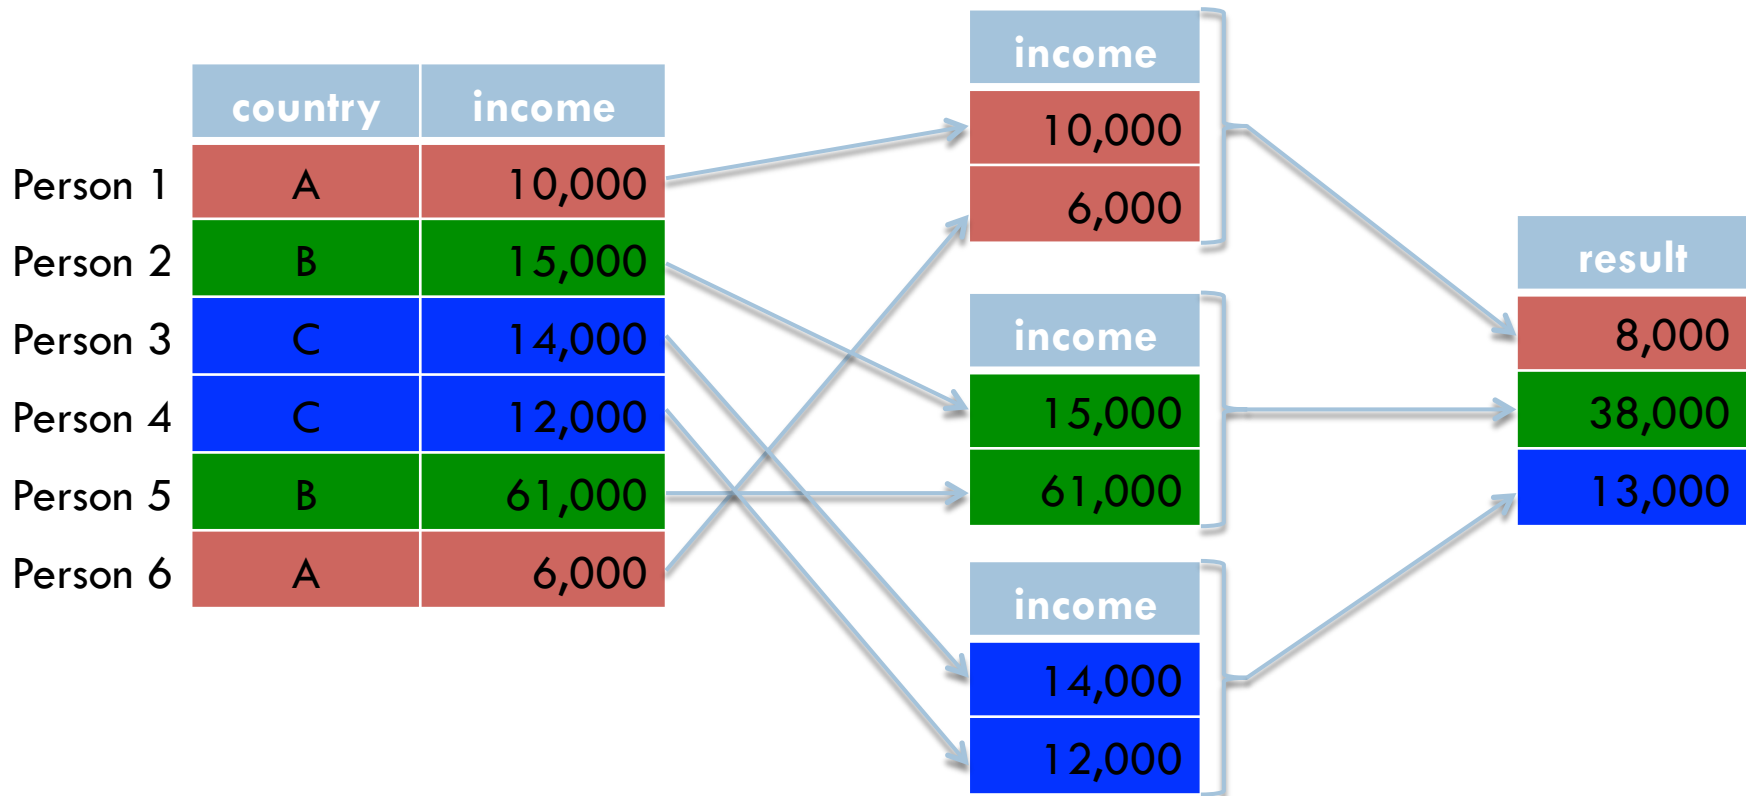 country income
Person 1 A 10,000
Person 2 B 15,000
Person 3 C 14,000
Person 4 C 12,000
Person 5 B 61,000
Person 6 A 6,000
income
10,000
6,000
income
15,000
61,000
income
14,000
12,000
result
8,000
38,000
13,000